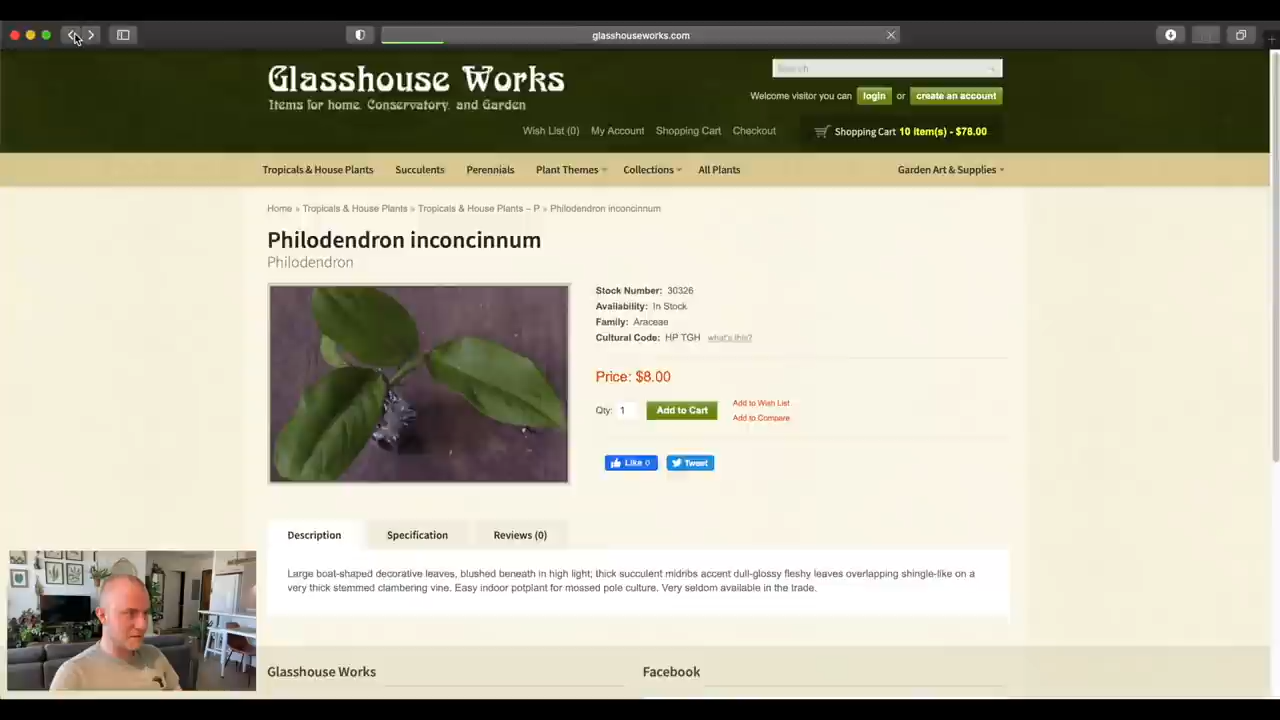 glasshouseworks.com
Glasshouse Works
Items for home, Conservatory, and Garden
Search
Welcome visitor you can login or create an account
Wish List (0) My Account Shopping Cart Checkout
Shopping Cart 10 item(s) - $78.00
Tropicals & House Plants Succulents Perennials Plant Themes Collections All Plants Garden Art & Supplies
Home » Tropicals & House Plants » Tropicals & House Plants – P » Philodendron inconcinnum
Philodendron inconcinnum
Philodendron
Stock Number: 30326
Availability: In Stock
Family: Araceae
Cultural Code: HP TGH what's this?
Price: $8.00
Qty: 1 Add to Cart
Add to Wish List
Add to Compare
Like 0 Tweet
Description Specification Reviews (0)
Large boat-shaped decorative leaves, blushed beneath in high light; thick succulent midribs accent dull-glossy fleshy leaves overlapping shingle-like on a
very thick stemmed clambering vine. Easy indoor potplant for mossed pole culture. Very seldom available in the trade.
Glasshouse Works Facebook